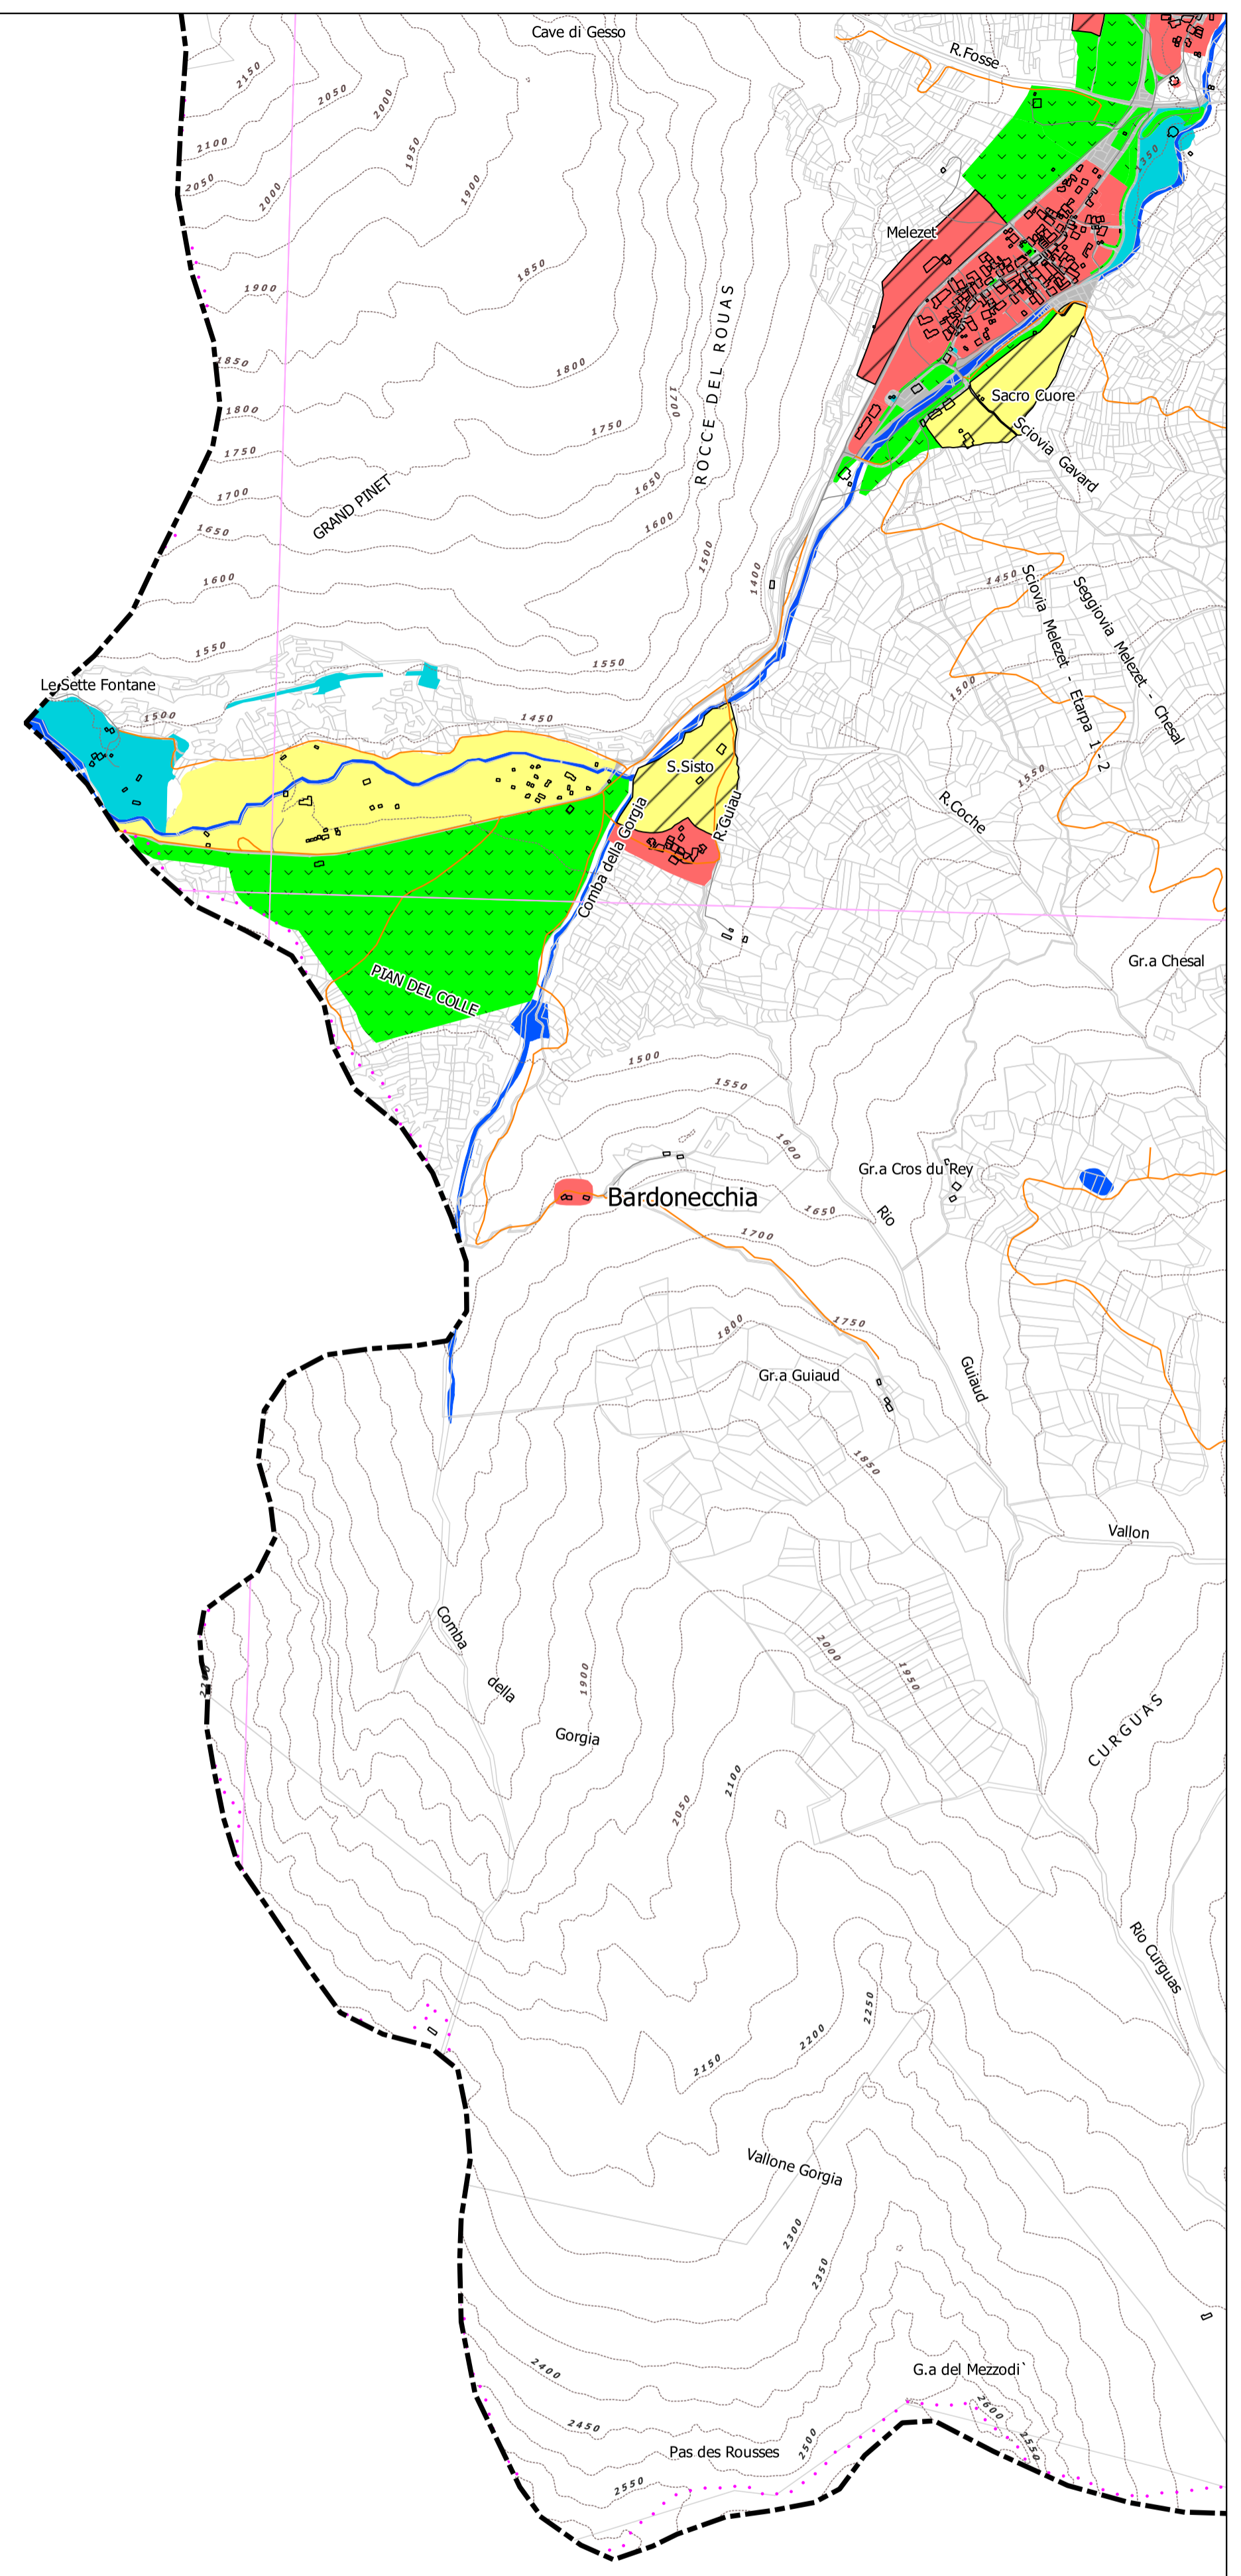 Cave di Gesso
R.Fosse
2150
2050
2000
2100
1950
1350
2050
2000
1900
Melezet
1850
1900
ROCCE DEL ROUAS
1850
1800
1700
Sacro Cuore
1800
1750
Sciovia Gavard
1750
1650
1700
GRAND PINET
1650
1600
1500
1400
1450
1600
Sciovia Melezet - Etarpa 1-2
Seggiovia Melezet - Chesal
1550
1550
Le Sette Fontane
1500
1500
1450
S.Sisto
1550
R.Guiau
R.Coche
Comba della Gorgia
Gr.a Chesal
PIAN DEL COLLE
1500
1550
1600
Gr.a Cros du Rey
Bardonecchia
1650
Rio
1700
1800
1750
Gr.a Guiaud
Guiaud
1850
Vallon
Comba
2000
1950
1900
della
CURGUAS
Gorgia
2100
2050
Rio Curguas
2250
2200
2150
Vallone Gorgia
2300
2350
G.a del Mezzodi`
2400
2600
2450
2550
Pas des Rousses
2500
2550